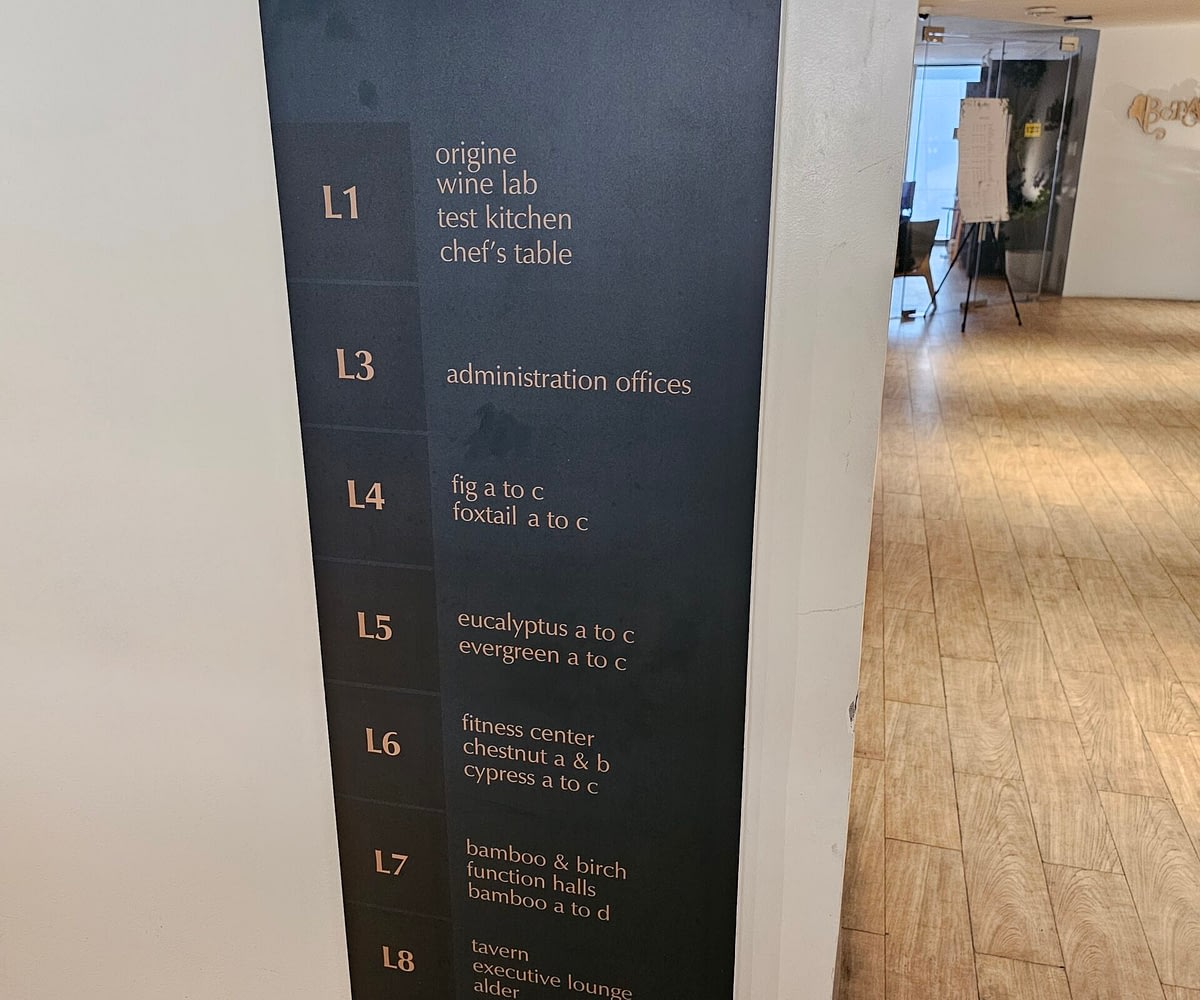 L1
origine
wine lab
test kitchen
chef's table
L3
administration offices
L4
fig a to c
foxtail a to c
L5
eucalyptus a to c
evergreen a to c
L6
fitness center
chestnut a & b
cypress a to c
L7
bamboo & birch
function halls
bamboo a to d
L8
tavern
executive lounge
alder